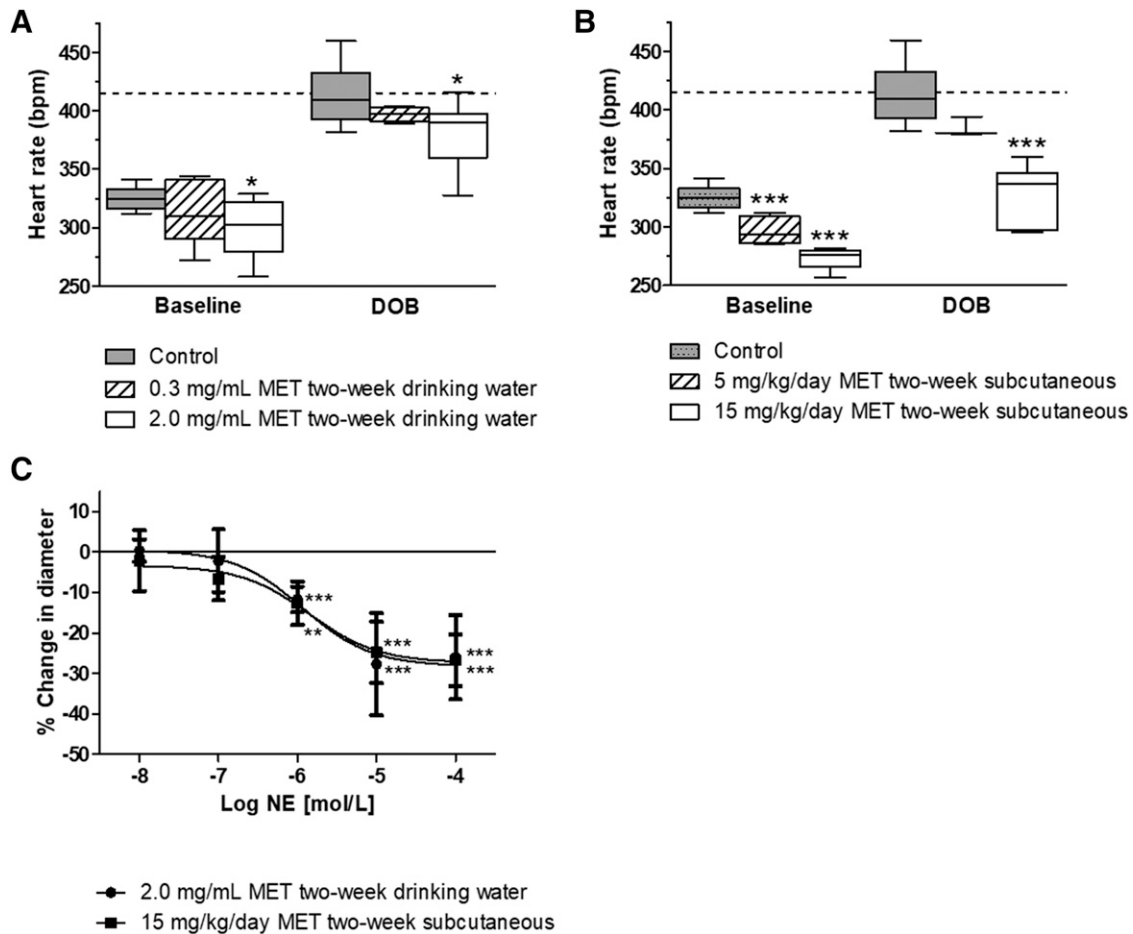 A
Heart rate (bpm)
450
400
350
300
250
*
*
Baseline
DOB
Control
0.3 mg/mL MET two-week drinking water
2.0 mg/mL MET two-week drinking water
B
Heart rate (bpm)
450
400
350
300
250
***
***
***
Baseline
DOB
Control
5 mg/kg/day MET two-week subcutaneous
15 mg/kg/day MET two-week subcutaneous
C
% Change in diameter
10
0
-10
-20
-30
-40
-50
***
**
***
***
***
***
-8
-7
-6
-5
-4
Log NE [mol/L]
2.0 mg/mL MET two-week drinking water
15 mg/kg/day MET two-week subcutaneous